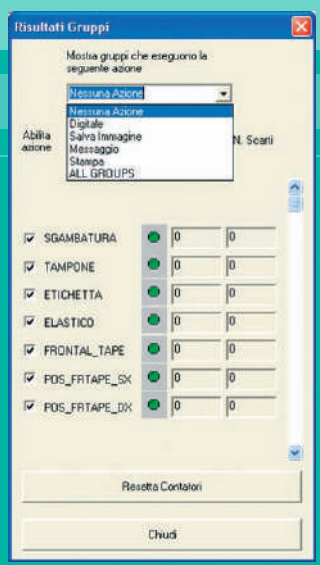 Risultati Gruppi
Mostra gruppi che eseguono la
seguente azione
Nessuna Azione
Nessuna Azione
Digitale
Salva Immagine
Messaggio
Stampa
ALL GROUPS
Abilita
azione
N. Scarti
SGAMBATURA 0 0
TAMPONE 0 0
ETICHETTA 0 0
ELASTICO 0 0
FRONTAL_TAPE 0 0
POS_FRTAPE_SX 0 0
POS_FRTAPE_DX 0 0
Resetta Contatori
Chiudi